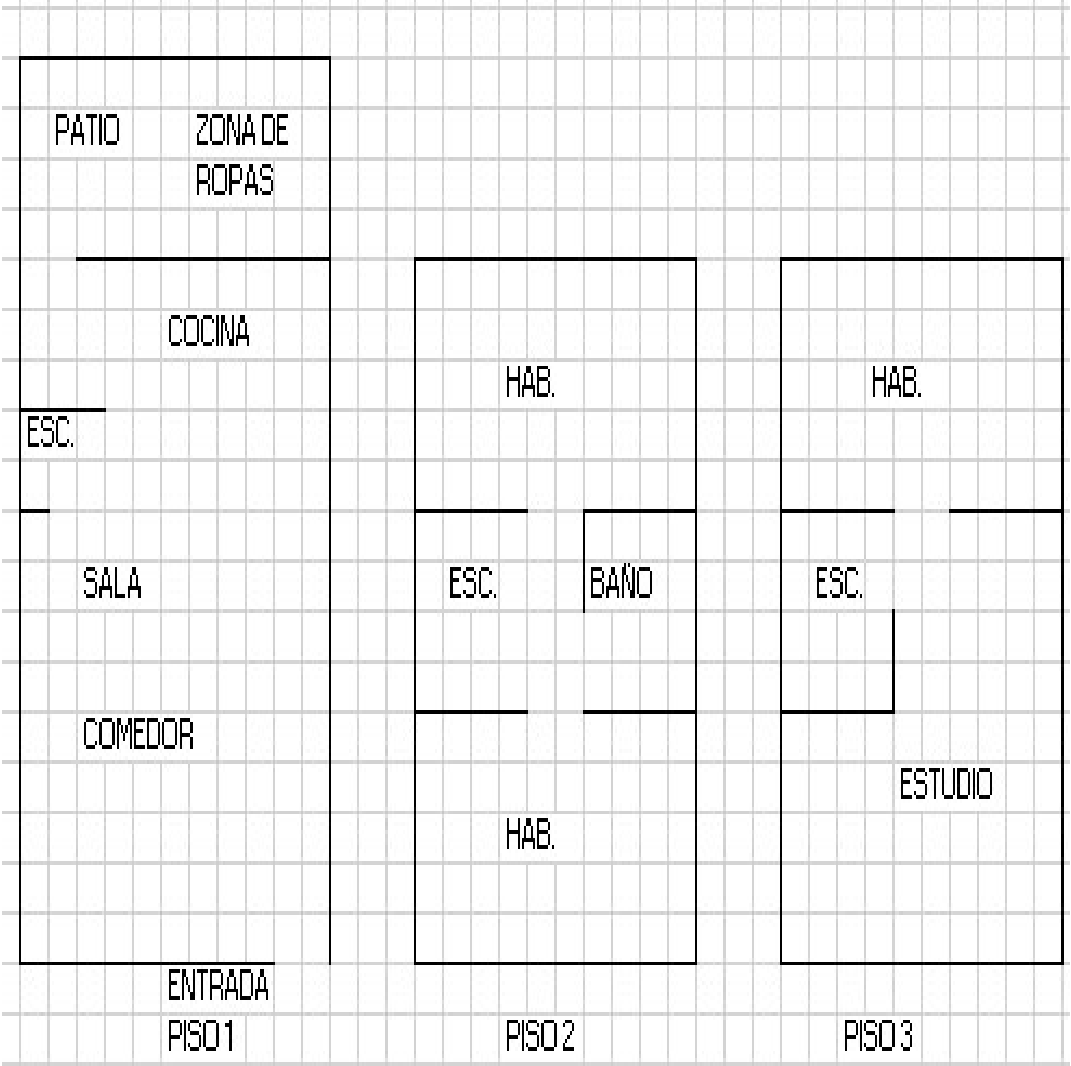 PATIO
ZONA DE
ROPAS
COCINA
ESC.
SALA
COMEDOR
ENTRADA
PISO 1
HAB.
ESC.
BAÑO
HAB.
PISO 2
HAB.
ESC.
ESTUDIO
PISO 3